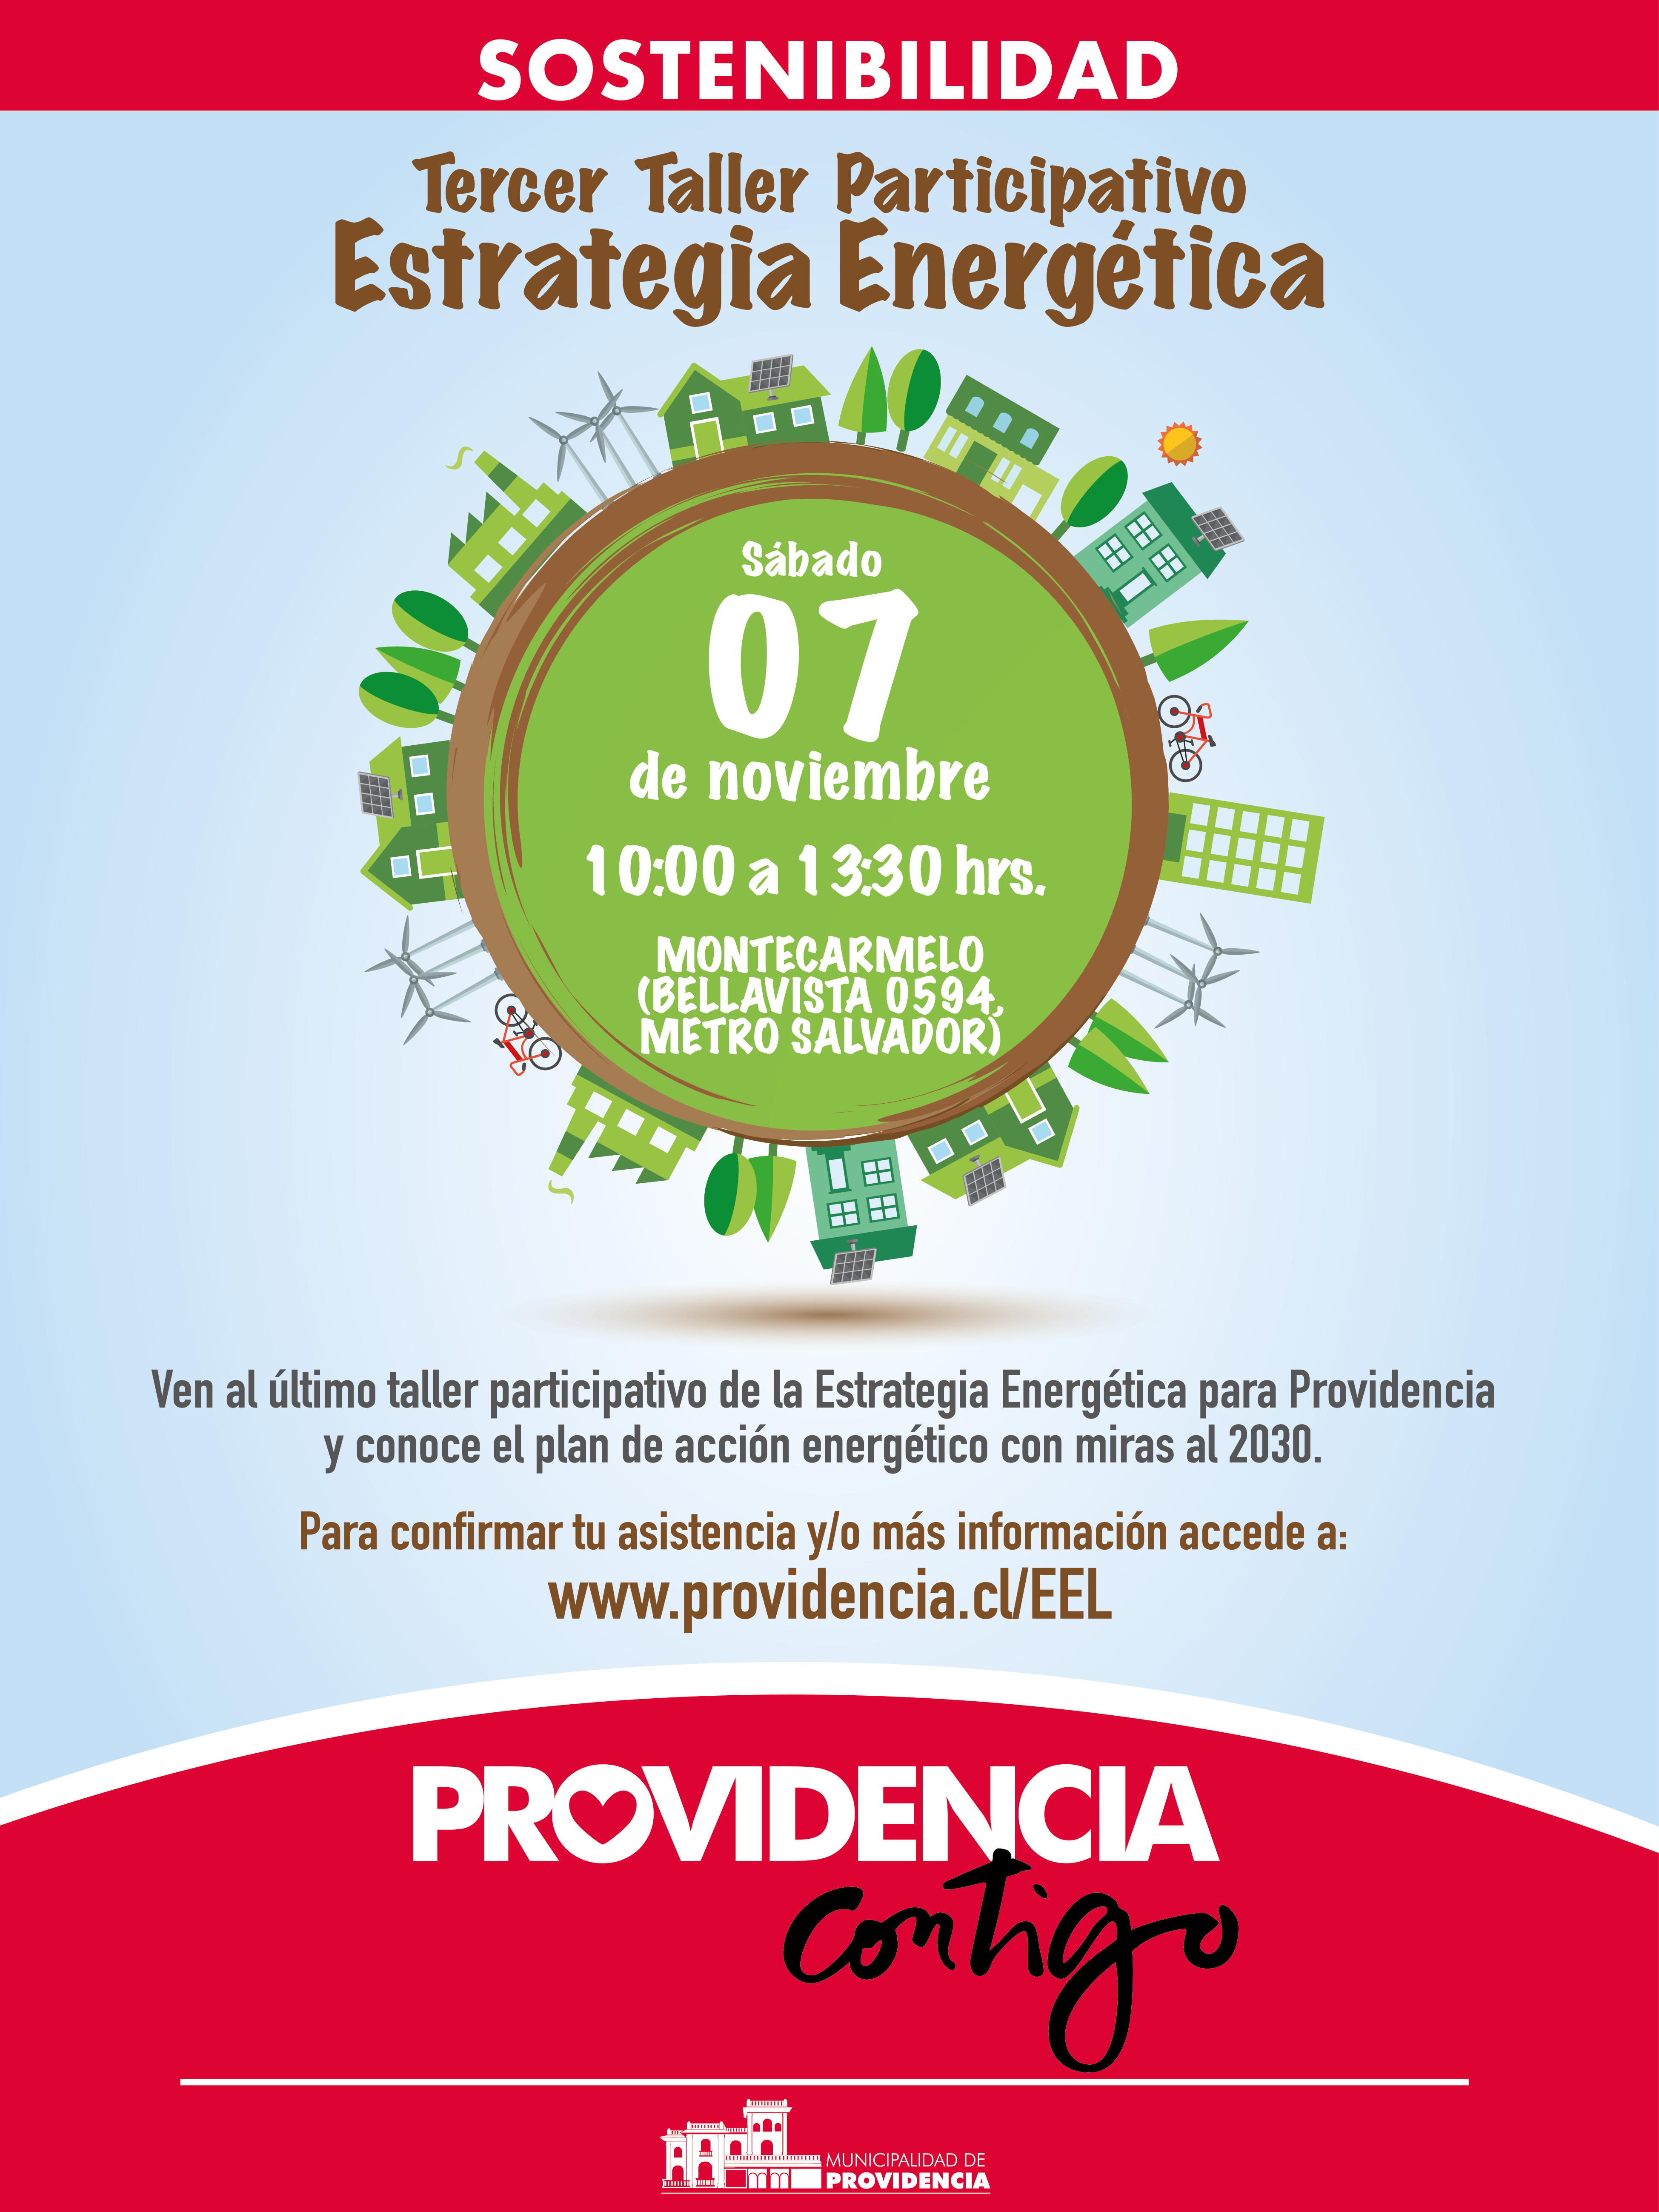 SOSTENIBILIDAD
Tercer Taller Participativo
Estrategia Energética
Sábado
07
de noviembre
10:00 a 13:30 hrs.
MONTECARMELO
(BELLAVISTA 0594,
METRO SALVADOR)
Ven al último taller participativo de la Estrategia Energética para Providencia
y conoce el plan de acción energético con miras al 2030.
Para confirmar tu asistencia y/o más información accede a:
www.providencia.cl/EEL
PROVIDENCIA
contigo
MUNICIPALIDAD DE
PROVIDENCIA